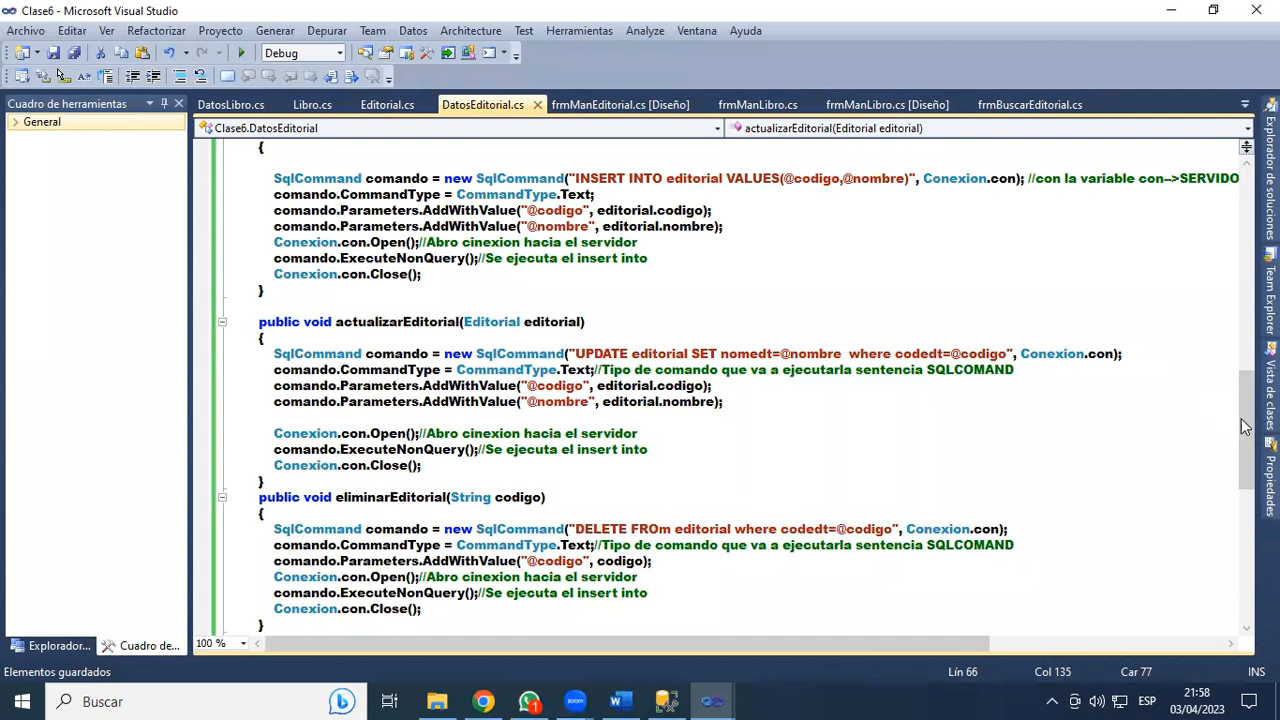 Clase6 - Microsoft Visual Studio
Archivo Editar Ver Refactorizar Proyecto Generar Depurar Team Datos Architecture Prueba Herramientas Analyze Ventana Ayuda
Debug
Cuadro de herramientas
DatosLibro.cs Libro.cs Editorial.cs DatosEditorial.cs frmManEditorial.cs [Diseño] frmManLibro.cs frmManLibro.cs [Diseño] frmBuscarEditorial.cs
General
Clase6.DatosEditorial actualizarEditorial(Editorial editorial)
{
SqlCommand comando = new SqlCommand("INSERT INTO editorial VALUES(@codigo,@nombre)", Conexion.con); //con la variable con-->SERVIDO
comando.CommandType = CommandType.Text;
comando.Parameters.AddWithValue("@codigo", editorial.codigo);
comando.Parameters.AddWithValue("@nombre", editorial.nombre);
Conexion.con.Open();//Abro cinexion hacia el servidor
comando.ExecuteNonQuery();//Se ejecuta el insert into
Conexion.con.Close();
}
public void actualizarEditorial(Editorial editorial)
{
SqlCommand comando = new SqlCommand("UPDATE editorial SET nomedt=@nombre  where codedt=@codigo", Conexion.con);
comando.CommandType = CommandType.Text;//Tipo de comando que va a ejecutarla sentencia SQLCOMAND
comando.Parameters.AddWithValue("@codigo", editorial.codigo);
comando.Parameters.AddWithValue("@nombre", editorial.nombre);
Conexion.con.Open();//Abro cinexion hacia el servidor
comando.ExecuteNonQuery();//Se ejecuta el insert into
Conexion.con.Close();
}
public void eliminarEditorial(String codigo)
{
SqlCommand comando = new SqlCommand("DELETE FROm editorial where codedt=@codigo", Conexion.con);
comando.CommandType = CommandType.Text;//Tipo de comando que va a ejecutarla sentencia SQLCOMAND
comando.Parameters.AddWithValue("@codigo", codigo);
Conexion.con.Open();//Abro cinexion hacia el servidor
comando.ExecuteNonQuery();//Se ejecuta el insert into
Conexion.con.Close();
}
Explorador de soluciones
Team Explorer
Vista de clases
Propiedades
100 %
Explorador... Cuadro de...
Elementos guardados Lín 66 Col 135 Car 77 INS
Buscar
zoom
1
ESP
21:58
03/04/2023